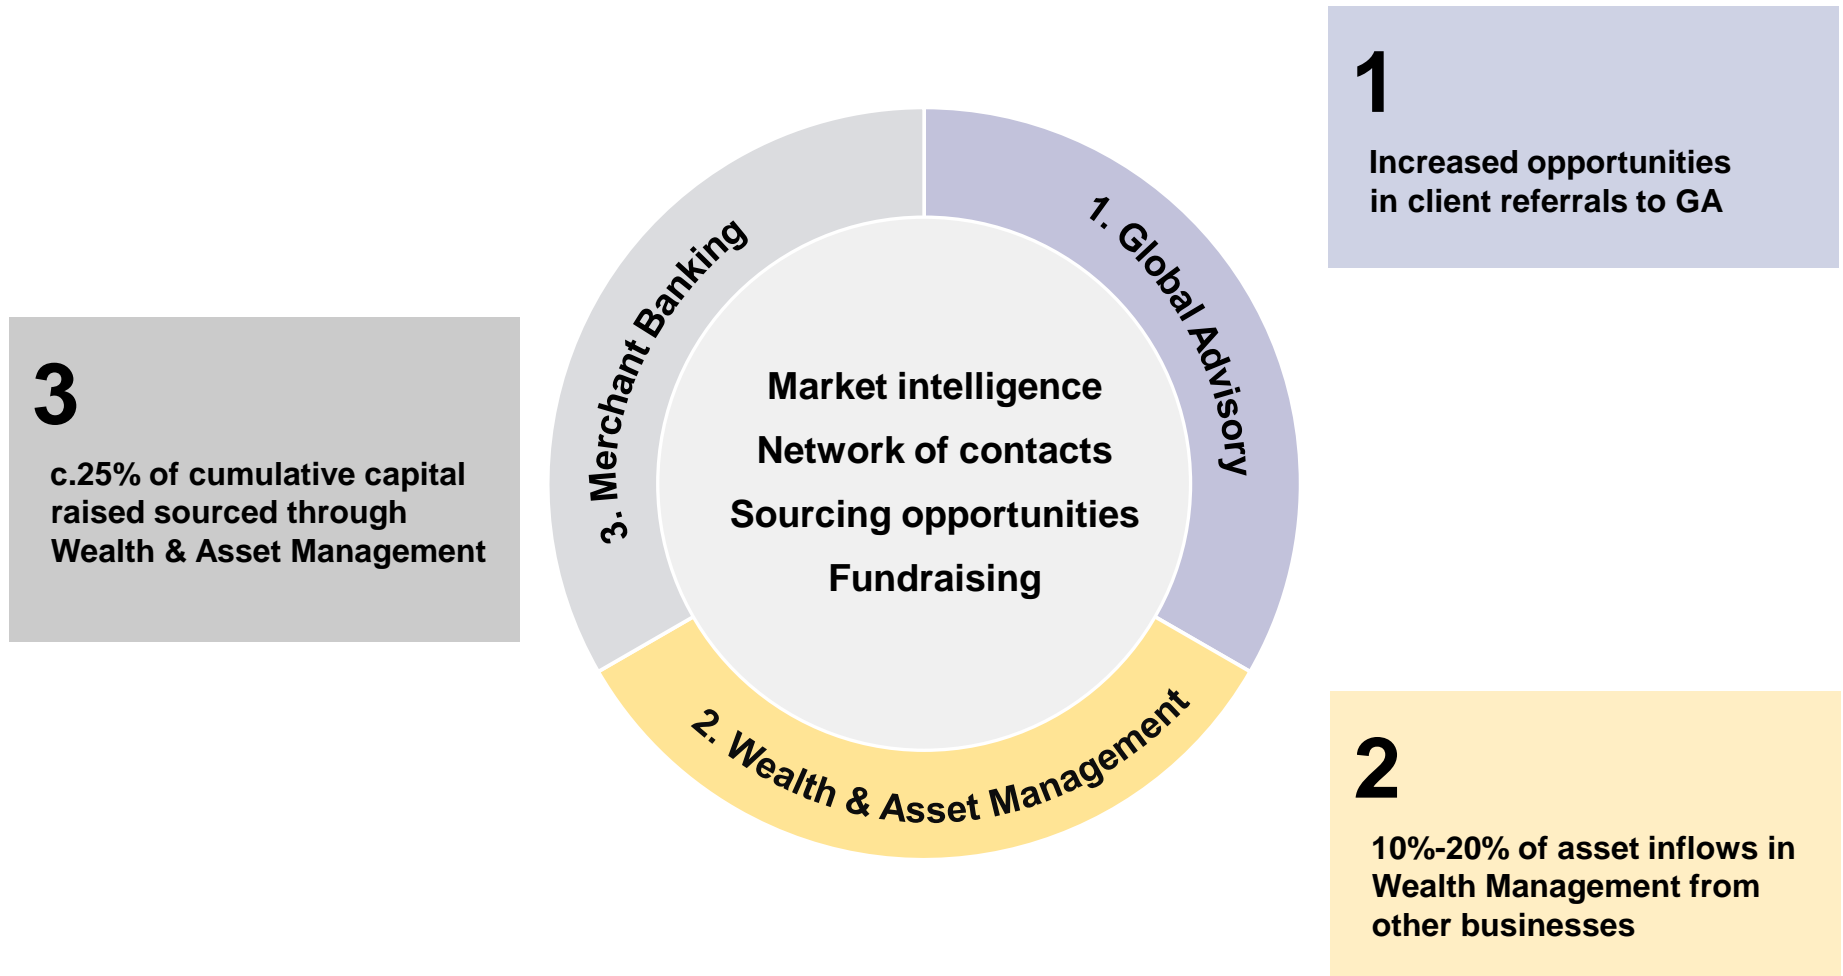 1
Increased opportunities
in client referrals to GA
1. Global Advisory
3. Merchant Banking
Market intelligence
Network of contacts
Sourcing opportunities
Fundraising
3
c.25% of cumulative capital
raised sourced through
Wealth & Asset Management
2. Wealth & Asset Management
2
10%-20% of asset inflows in
Wealth Management from
other businesses